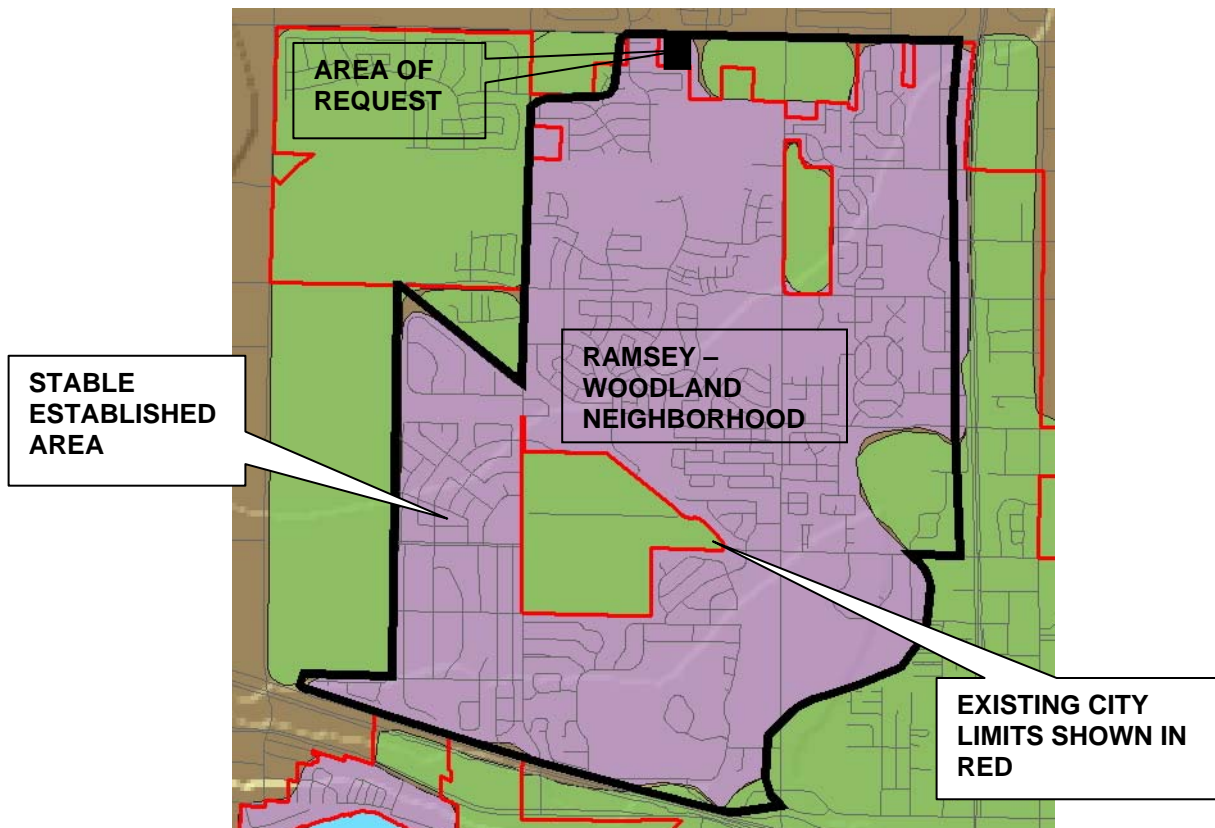 AREA OF
REQUEST
RAMSEY –
WOODLAND
NEIGHBORHOOD
STABLE
ESTABLISHED
AREA
EXISTING CITY
LIMITS SHOWN IN
RED